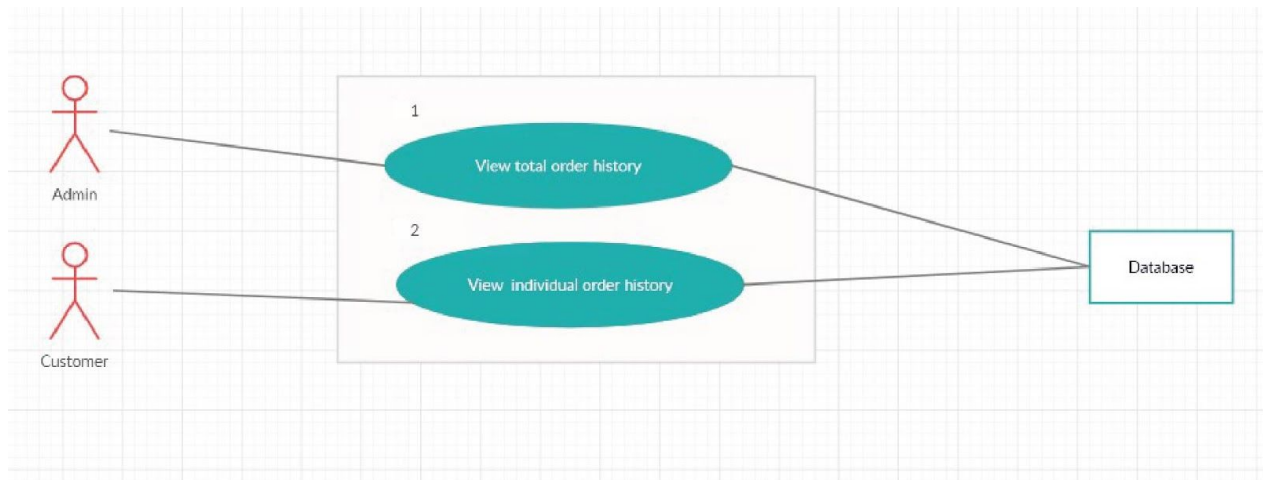 1
View total order history
Admin
2
View individual order history
Database
Customer